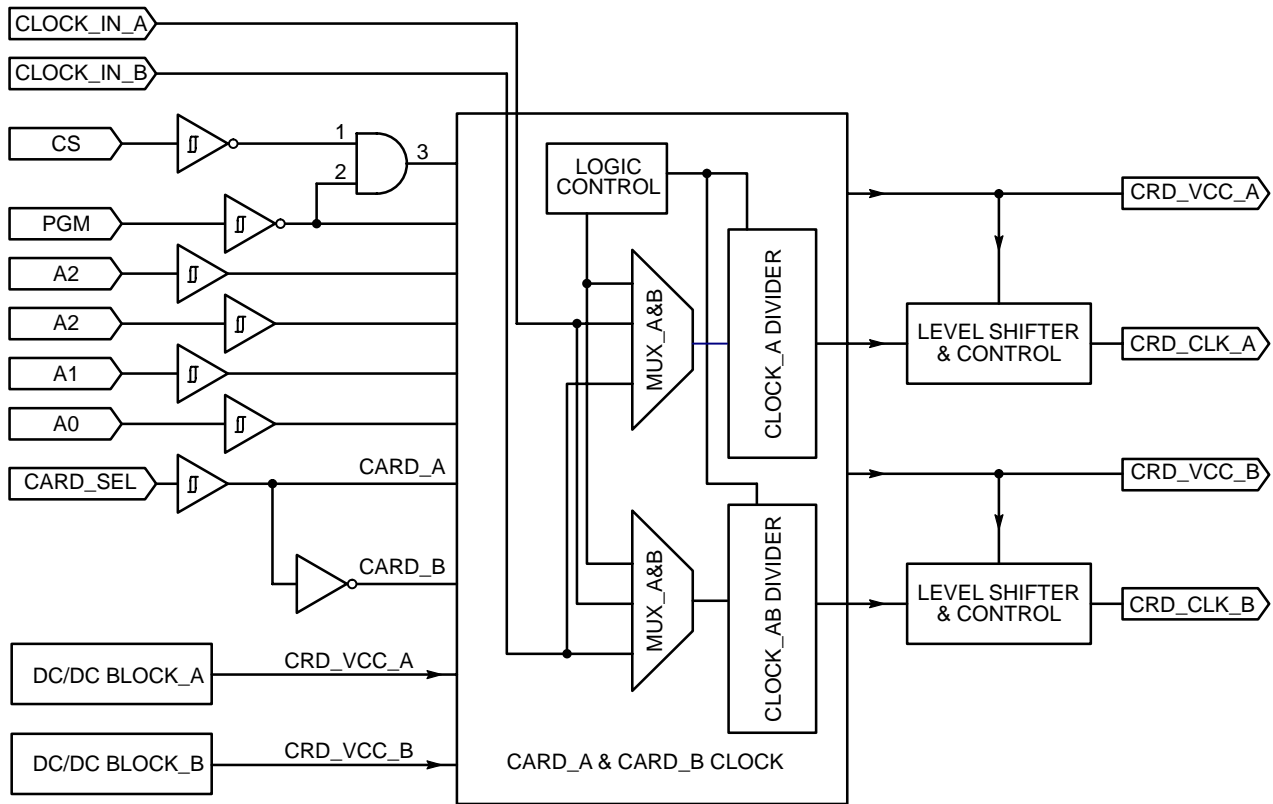 CLOCK_IN_A
CLOCK_IN_B
CS
1
2
3
PGM
A2
A2
A1
A0
CARD_SEL
CARD_A
CARD_B
DC/DC BLOCK_A
CRD_VCC_A
DC/DC BLOCK_B
CRD_VCC_B
LOGIC
CONTROL
MUX_A&B
CLOCK_A DIVIDER
MUX_A&B
CLOCK_AB DIVIDER
CARD_A & CARD_B CLOCK
CRD_VCC_A
LEVEL SHIFTER
& CONTROL
CRD_CLK_A
CRD_VCC_B
LEVEL SHIFTER
& CONTROL
CRD_CLK_B